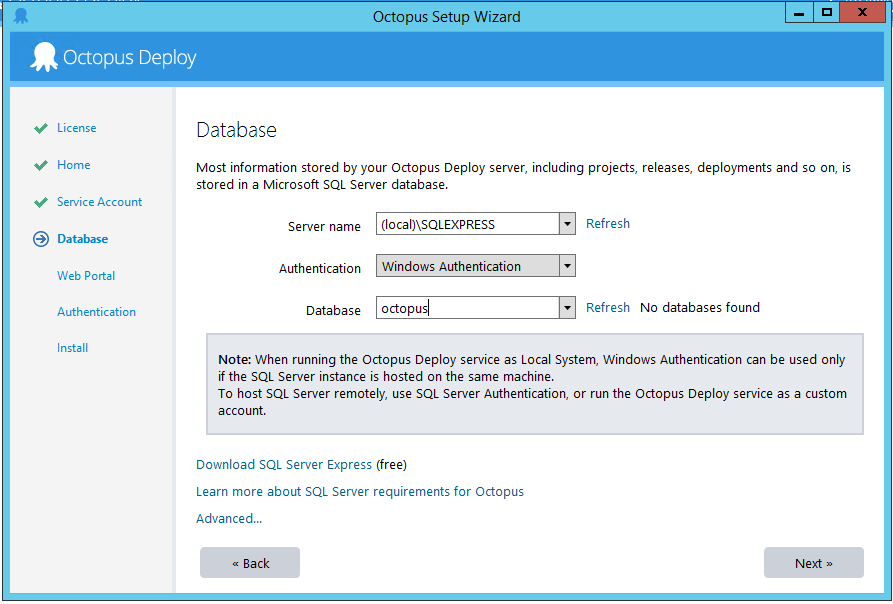 Octopus Setup Wizard
Octopus Deploy
License
Home
Service Account
Database
Web Portal
Authentication
Install
Database
Most information stored by your Octopus Deploy server, including projects, releases, deployments and so on, is
stored in a Microsoft SQL Server database.
Server name (local)\SQLEXPRESS Refresh
Authentication Windows Authentication
Database octopus Refresh No databases found
Note: When running the Octopus Deploy service as Local System, Windows Authentication can be used only
if the SQL Server instance is hosted on the same machine.
To host SQL Server remotely, use SQL Server Authentication, or run the Octopus Deploy service as a custom
account.
Download SQL Server Express (free)
Learn more about SQL Server requirements for Octopus
Advanced...
« Back
Next »